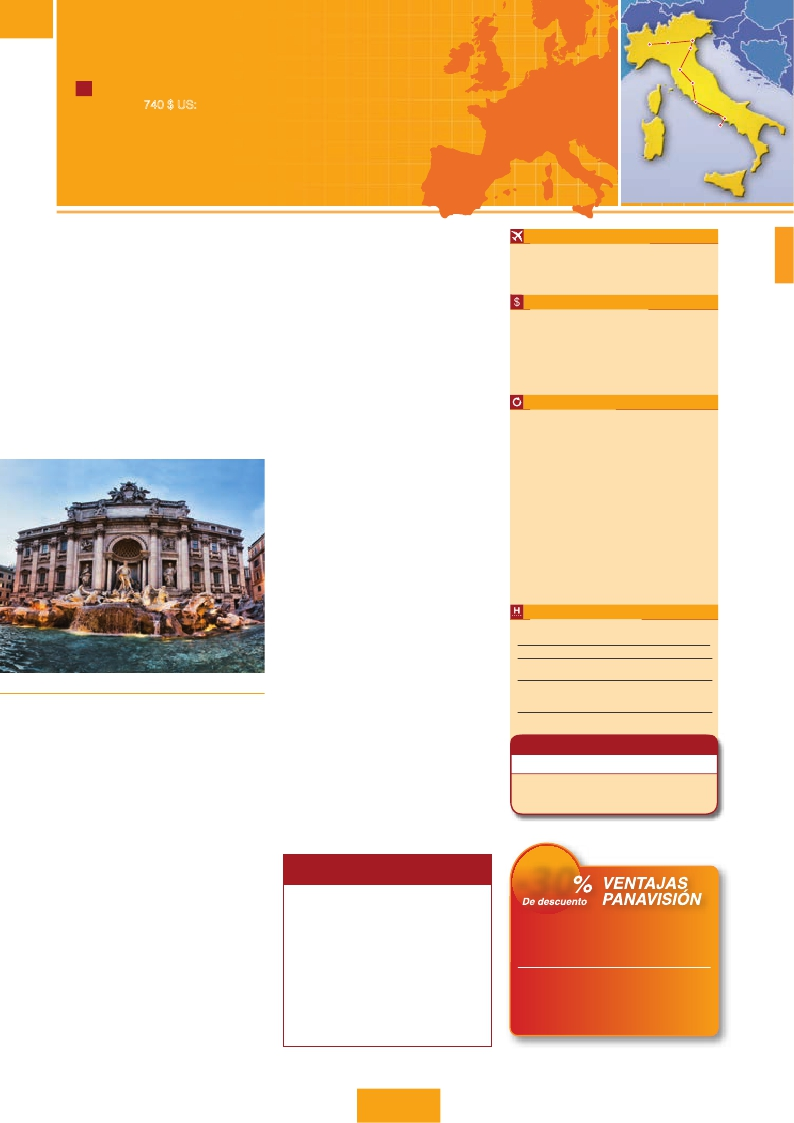 740 $ US:
$
H
%
VENTAJAS
PANAVISIÓN
De descuento